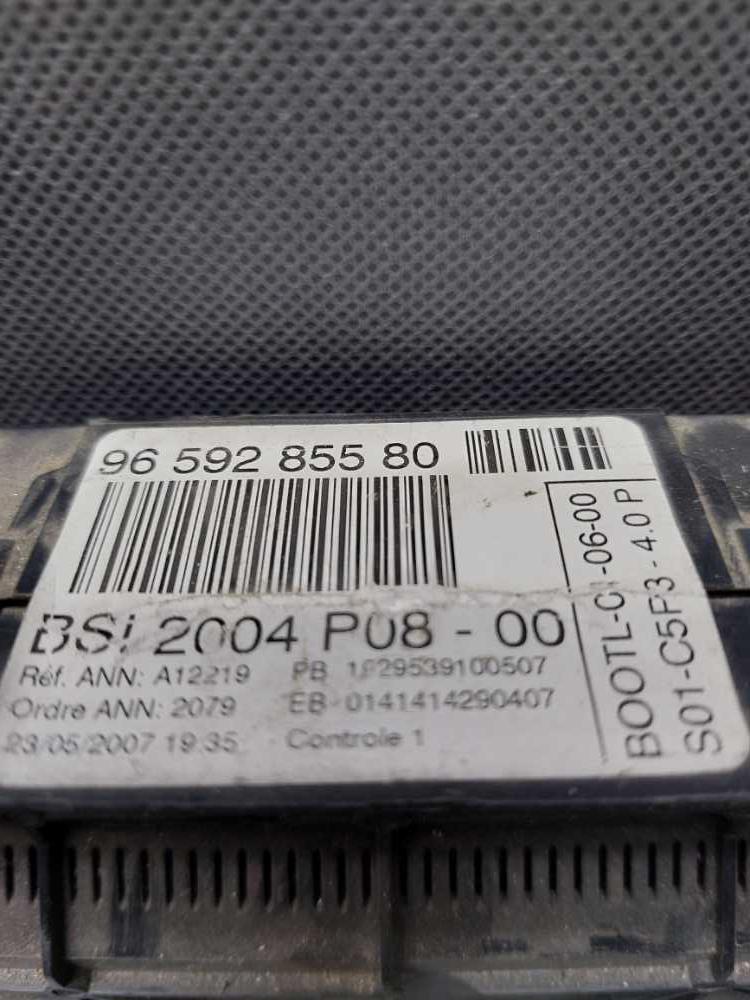 96 592 855 80
BSI 2004 P08 - 00
Réf. ANN: A12219 PB
Ordre ANN: 2079 EB 0141414290407
23/05/2007 19:35 Controle 1
S01-C5F3 - 4.0 P